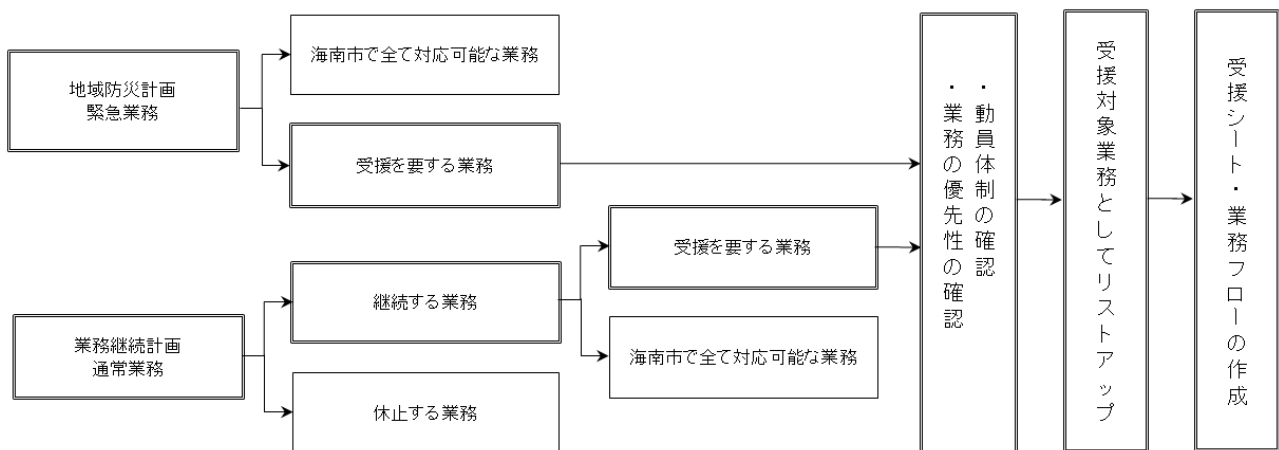 地域防災計画
緊急業務
海南市で全て対応可能な業務
受援を要する業務
業務継続計画
通常業務
継続する業務
休止する業務
受援を要する業務
海南市で全て対応可能な業務
・動員体制の確認
・業務の優先性の確認
受援対象業務としてリストアップ
受援シート・業務フローの作成